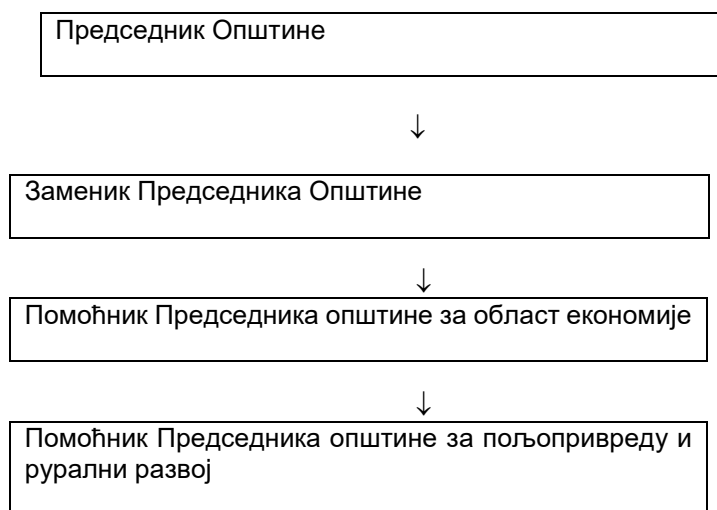 Председник Општине
↓
Заменик Председника Општине
↓
Помоћник Председника општине за област економије
↓
Помоћник Председника општине за пољопривреду и
рурални развој